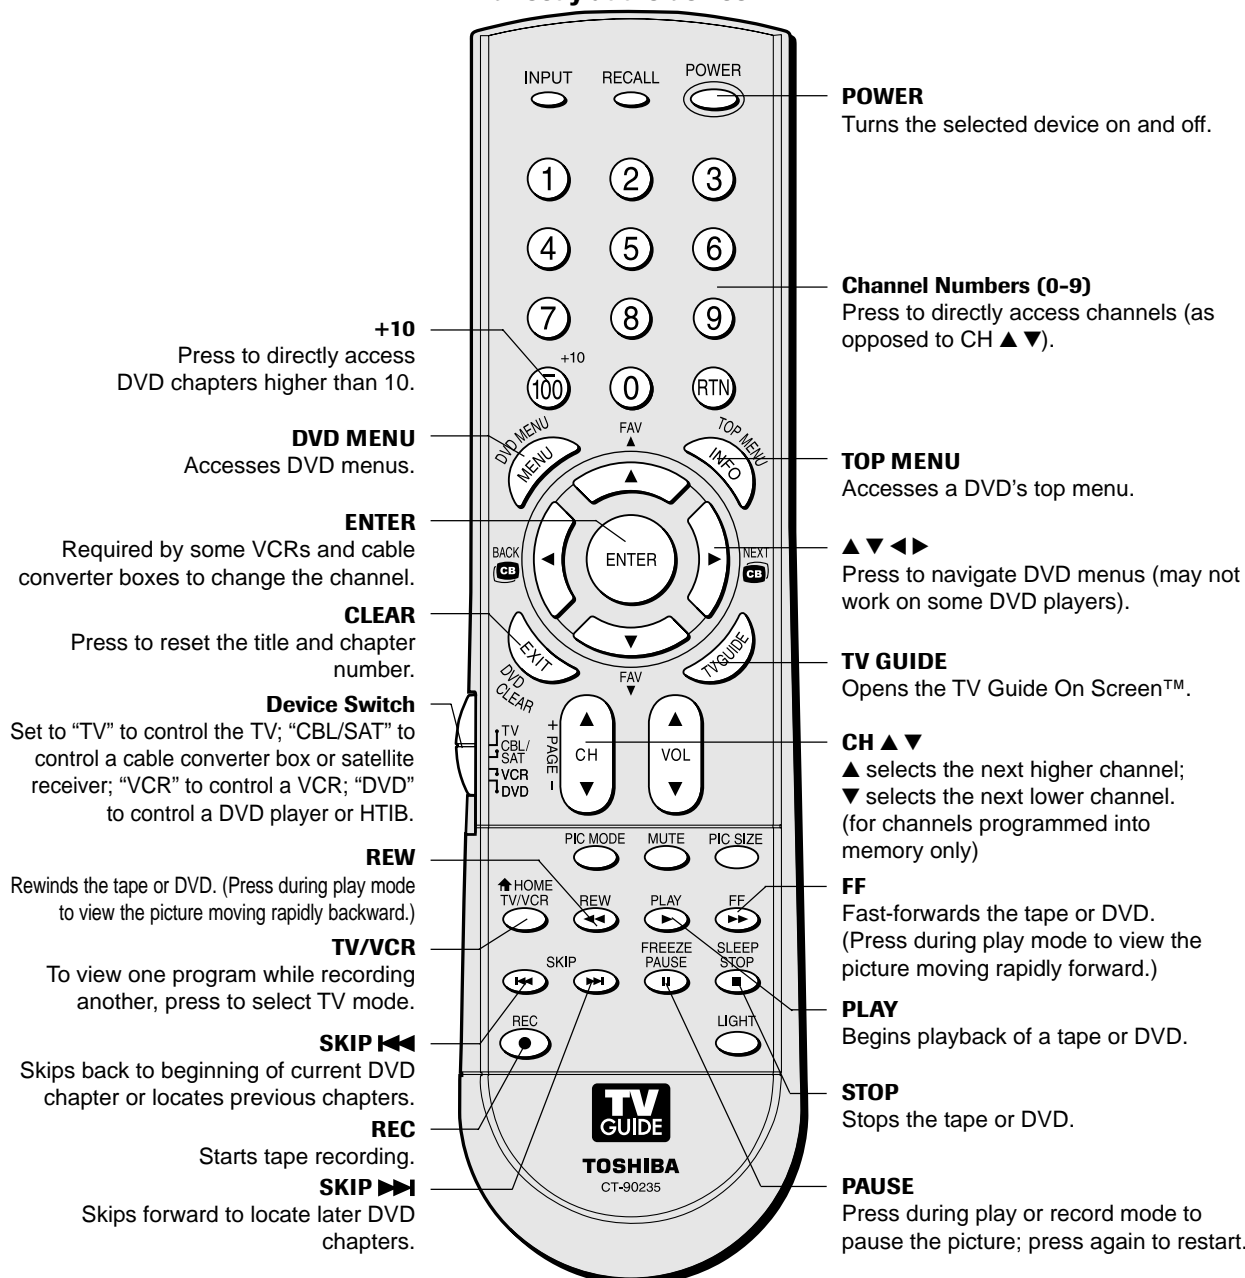 INPUT RECALL POWER
1 2 3
4 5 6
7 8 9
+10
100 0 RTN
DVD MENU FAV TOP MENU
▲
MENU ▲ INFO
BACK ◀ ENTER ▶ NEXT
CB CB
EXIT ▼ TV GUIDE
DVD CLEAR FAV
▼
TV
CBL/
SAT
VCR
DVD
+ PAGE –
▲ ▲
CH VOL
▼ ▼
PIC MODE MUTE PIC SIZE
HOME
TV/VCR REW PLAY FF
SKIP FREEZE SLEEP
PAUSE STOP
REC LIGHT
TV
GUIDE
TOSHIBA
CT-90235
+10
Press to directly access
DVD chapters higher than 10.
DVD MENU
Accesses DVD menus.
ENTER
Required by some VCRs and cable
converter boxes to change the channel.
CLEAR
Press to reset the title and chapter
number.
Device Switch
Set to “TV” to control the TV; “CBL/SAT” to
control a cable converter box or satellite
receiver; “VCR” to control a VCR; “DVD”
to control a DVD player or HTIB.
REW
Rewinds the tape or DVD. (Press during play mode
to view the picture moving rapidly backward.)
TV/VCR
To view one program while recording
another, press to select TV mode.
SKIP ⏮
Skips back to beginning of current DVD
chapter or locates previous chapters.
REC
Starts tape recording.
SKIP ⏭
Skips forward to locate later DVD
chapters.
POWER
Turns the selected device on and off.
Channel Numbers (0-9)
Press to directly access channels (as
opposed to CH ▲ ▼).
TOP MENU
Accesses a DVD’s top menu.
▲ ▼ ◀ ▶
Press to navigate DVD menus (may not
work on some DVD players).
TV GUIDE
Opens the TV Guide On Screen™.
CH ▲ ▼
▲ selects the next higher channel;
▼ selects the next lower channel.
(for channels programmed into
memory only)
FF
Fast-forwards the tape or DVD.
(Press during play mode to view the
picture moving rapidly forward.)
PLAY
Begins playback of a tape or DVD.
STOP
Stops the tape or DVD.
PAUSE
Press during play or record mode to
pause the picture; press again to restart.